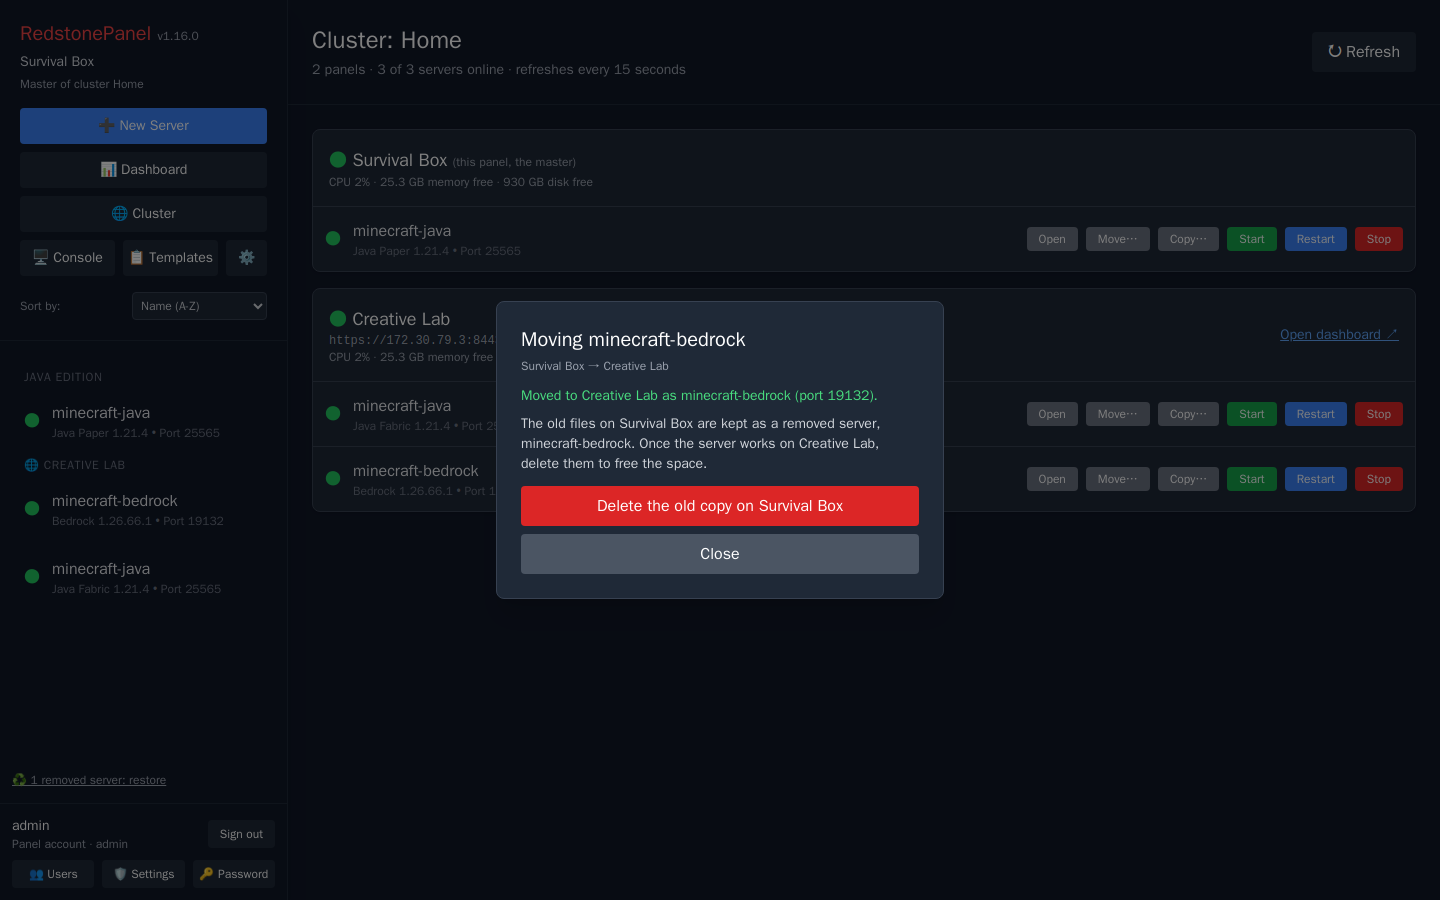 RedstonePanel v1.16.0
Survival Box
Master of cluster Home
➕ New Server
📊 Dashboard
🌐 Cluster
🖥️ Console
📋 Templates
⚙️
Sort by:
Name (A-Z)
JAVA EDITION
minecraft-java
Java Paper 1.21.4 • Port 25565
🌐 CREATIVE LAB
minecraft-bedrock
Bedrock 1.26.66.1 • Port 19132
minecraft-java
Java Fabric 1.21.4 • Port 25565
♻️ 1 removed server: restore
admin
Panel account · admin
Sign out
👥 Users
🛡️ Settings
🔑 Password
Cluster: Home
2 panels · 3 of 3 servers online · refreshes every 15 seconds
↻ Refresh
Survival Box (this panel, the master)
CPU 2% · 25.3 GB memory free · 930 GB disk free
minecraft-java
Java Paper 1.21.4 • Port 25565
Open Move… Copy… Start Restart Stop
Creative Lab
https://172.30.79.3:844
CPU 2% · 25.3 GB memory free
Open dashboard ↗
minecraft-java
Java Fabric 1.21.4 • Port 25
Open Move… Copy… Start Restart Stop
minecraft-bedrock
Bedrock 1.26.66.1 • Port 1
Open Move… Copy… Start Restart Stop
Moving minecraft-bedrock
Survival Box → Creative Lab
Moved to Creative Lab as minecraft-bedrock (port 19132).
The old files on Survival Box are kept as a removed server,
minecraft-bedrock. Once the server works on Creative Lab,
delete them to free the space.
Delete the old copy on Survival Box
Close